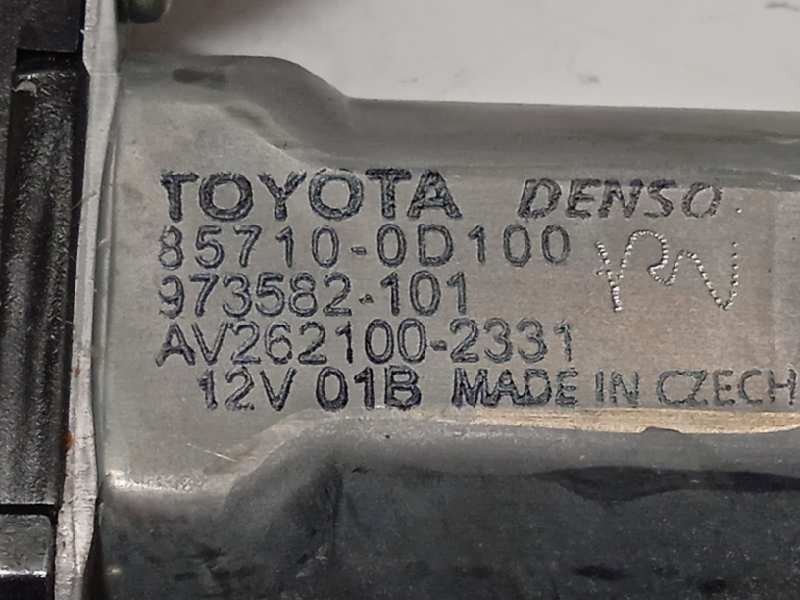 TOYOTA DENSO
85710-0D100
973582-101
AV262100-2331
12V 01B MADE IN CZECH